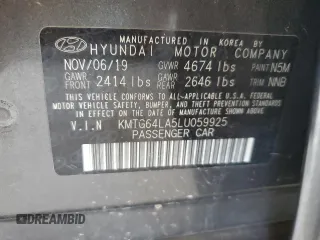 MANUFACTURED IN KOREA BY
HYUNDAI MOTOR COMPANY
NOV/06/19 GVWR 4674 lbs PAINT N5M
GAWR FRONT 2414 lbs GAWR REAR 2646 lbs TRIM NNB
THIS VEHICLE CONFORMS TO ALL APPLICABLE FEDERAL MOTOR
VEHICLE SAFETY, BUMPER, AND THEFT PREVENTION STANDARDS
IN EFFECT ON THE DATE OF MANUFACTURE SHOWN ABOVE
V.I.N KMTG64LA5LU059925
PASSENGER CAR
© DREAMBID
DREAMBID.COM